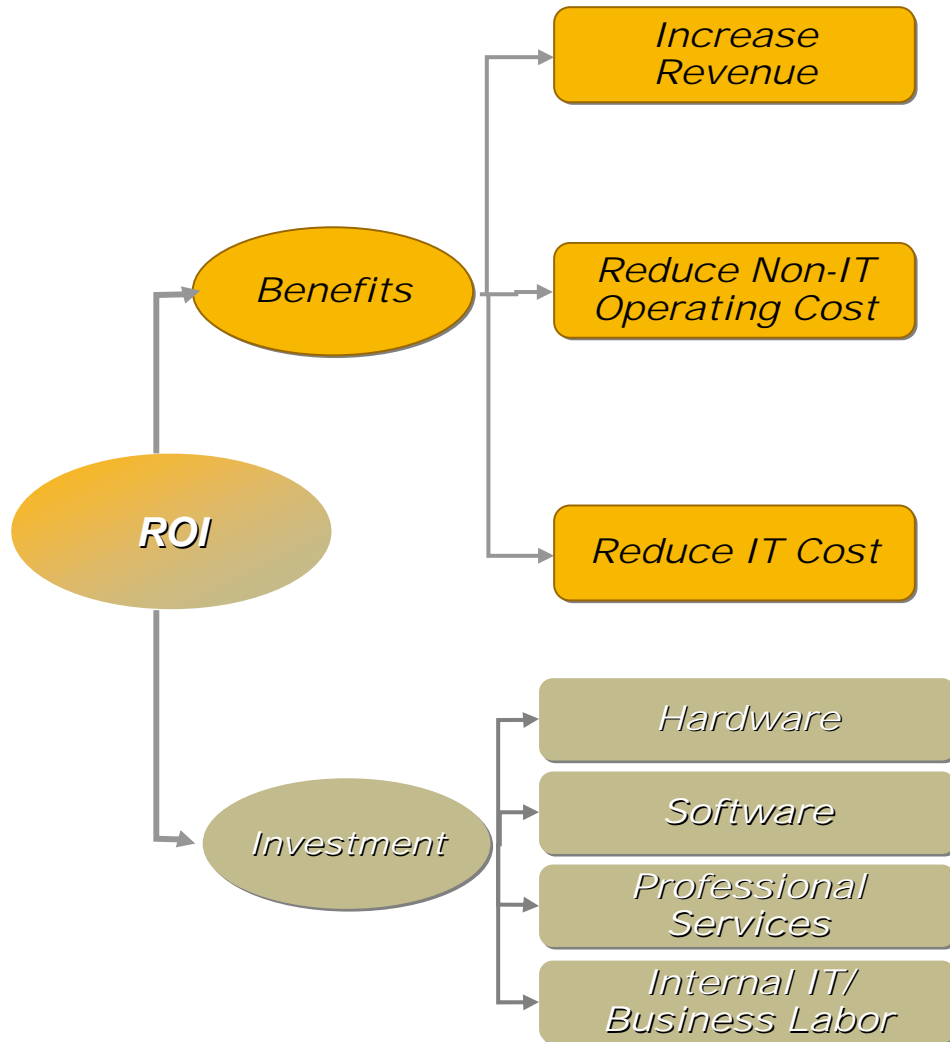 Increase
Revenue
Benefits
Reduce Non-IT
Operating Cost
ROI
Reduce IT Cost
Hardware
Software
Investment
Professional
Services
Internal IT/
Business Labor